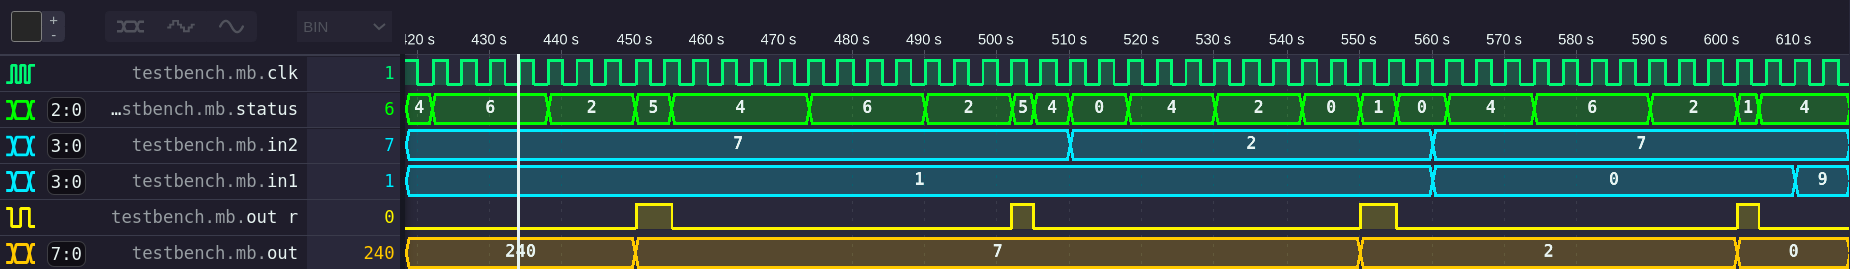 +
-
BIN
420 s 430 s 440 s 450 s 460 s 470 s 480 s 490 s 500 s 510 s 520 s 530 s 540 s 550 s 560 s 570 s 580 s 590 s 600 s 610 s
testbench.mb.clk 1
2:0 …stbench.mb.status 6 4 6 2 5 4 6 2 5 4 0 4 2 0 1 0 4 6 2 1 4
3:0 testbench.mb.in2 7 7 2 7
3:0 testbench.mb.in1 1 1 0 9
testbench.mb.out r 0
7:0 testbench.mb.out 240 240 7 2 0